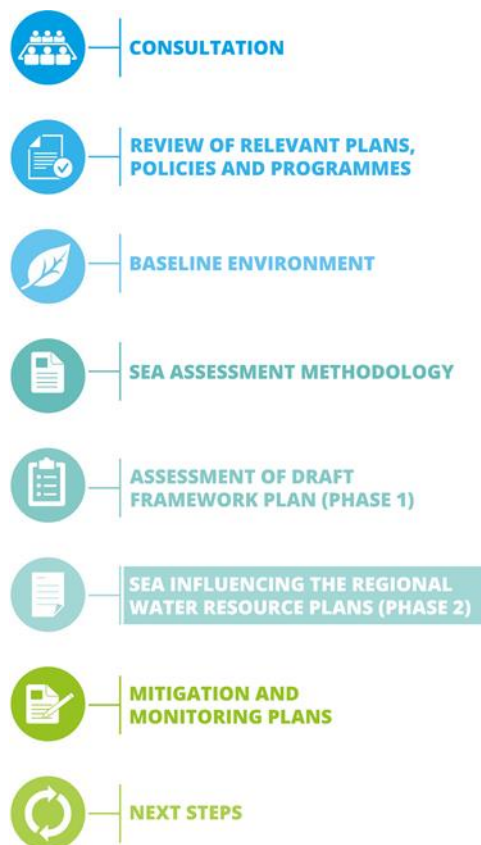 CONSULTATION
REVIEW OF RELEVANT PLANS,
POLICIES AND PROGRAMMES
BASELINE ENVIRONMENT
SEA ASSESSMENT METHODOLOGY
ASSESSMENT OF DRAFT
FRAMEWORK PLAN (PHASE 1)
SEA INFLUENCING THE REGIONAL
WATER RESOURCE PLANS (PHASE 2)
MITIGATION AND
MONITORING PLANS
NEXT STEPS